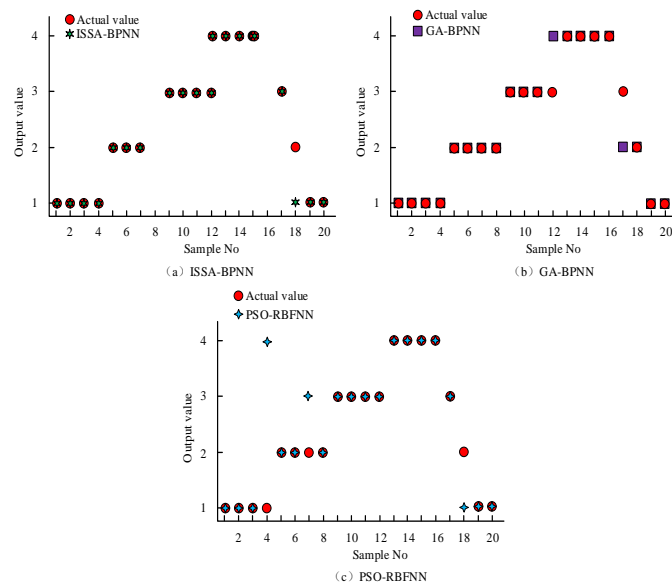 Actual value
ISSA-BPNN
4
3
2
1
Output value
2 4 6 8 10 12 14 16 18 20
Sample No
（a）ISSA-BPNN
Actual value
GA-BPNN
4
3
2
1
Output value
2 4 6 8 10 12 14 16 18 20
Sample No
（b）GA-BPNN
Actual value
PSO-RBFNN
4
3
2
1
Output value
2 4 6 8 10 12 14 16 18 20
Sample No
（c）PSO-RBFNN